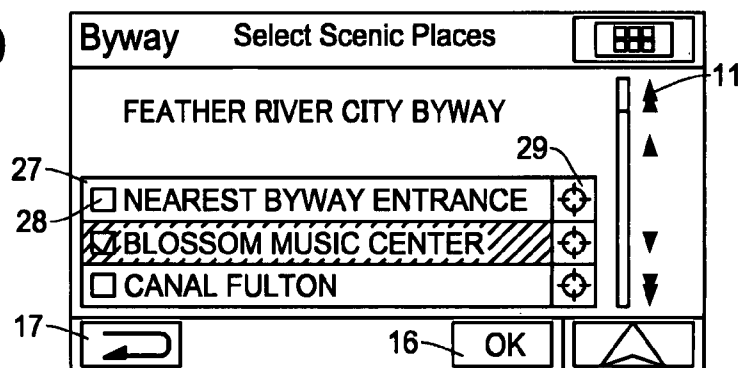 Byway Select Scenic Places
11
FEATHER RIVER CITY BYWAY
29
27
NEAREST BYWAY ENTRANCE
28
BLOSSOM MUSIC CENTER
CANAL FULTON
17
16 OK